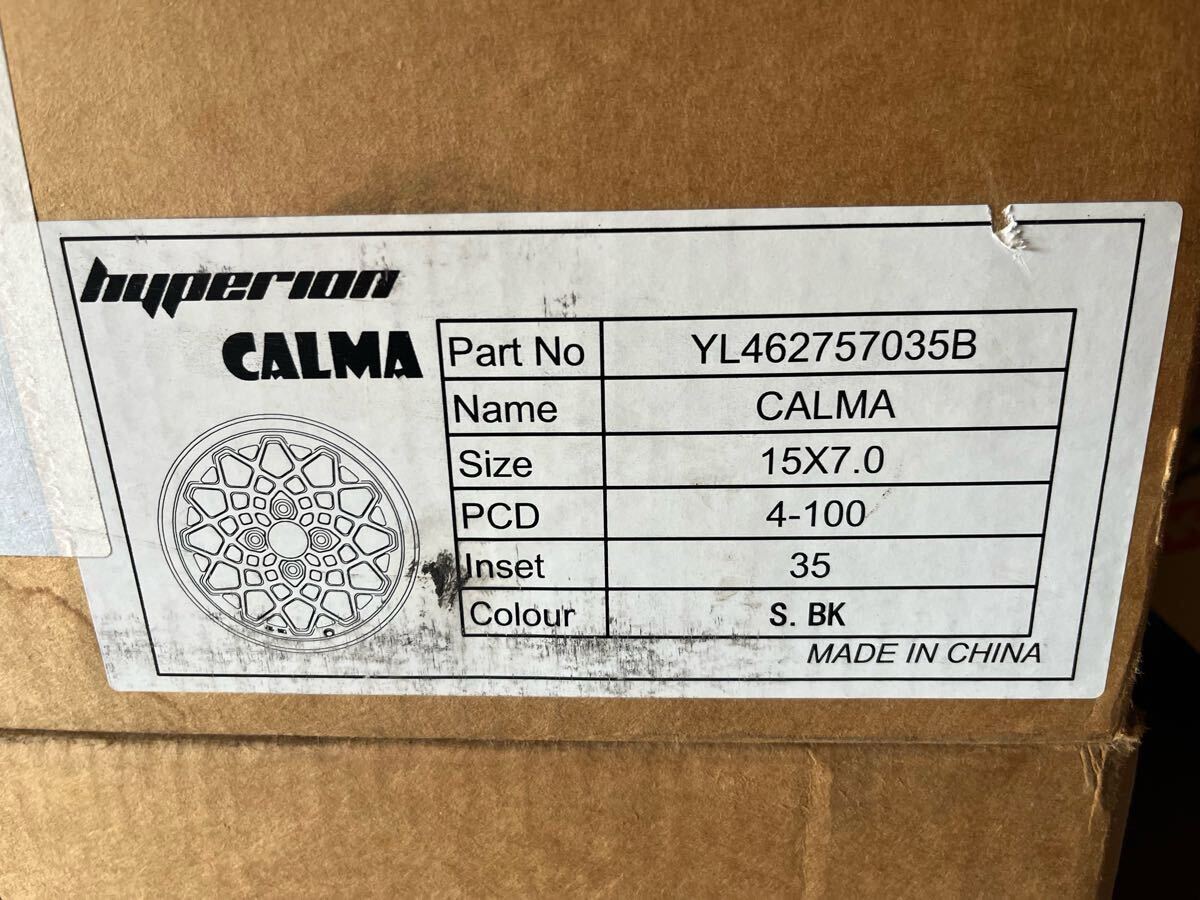 hyperion
CALMA
Part No YL462757035B
Name CALMA
Size 15X7.0
PCD 4-100
Inset 35
Colour S. BK
MADE IN CHINA